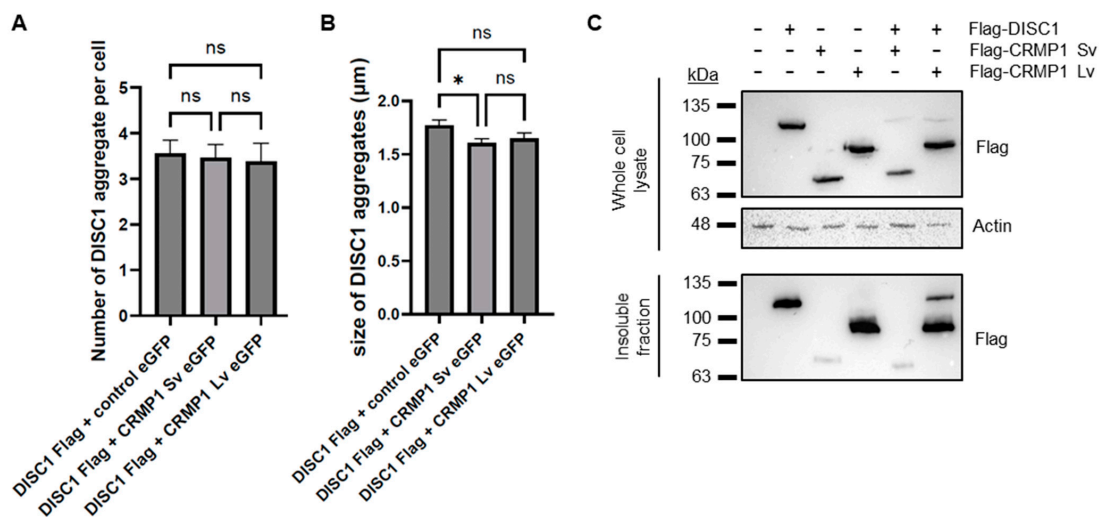 A
ns
ns
ns
Number of DISC1 aggregate per cell
5
4
3
2
1
0
DISC1 Flag + control eGFP
DISC1 Flag + CRMP1 Sv eGFP
DISC1 Flag + CRMP1 Lv eGFP
B
ns
* ns
size of DISC1 aggregates (μm)
2.0
1.5
1.0
0.5
0.0
DISC1 Flag + control eGFP
DISC1 Flag + CRMP1 Sv eGFP
DISC1 Flag + CRMP1 Lv eGFP
C
– + – – + + Flag-DISC1
– – + – + – Flag-CRMP1 Sv
– – – + – + Flag-CRMP1 Lv
kDa
Whole cell
lysate
135
100
75
63
Flag
48
Actin
Insoluble
fraction
135
100
75
63
Flag